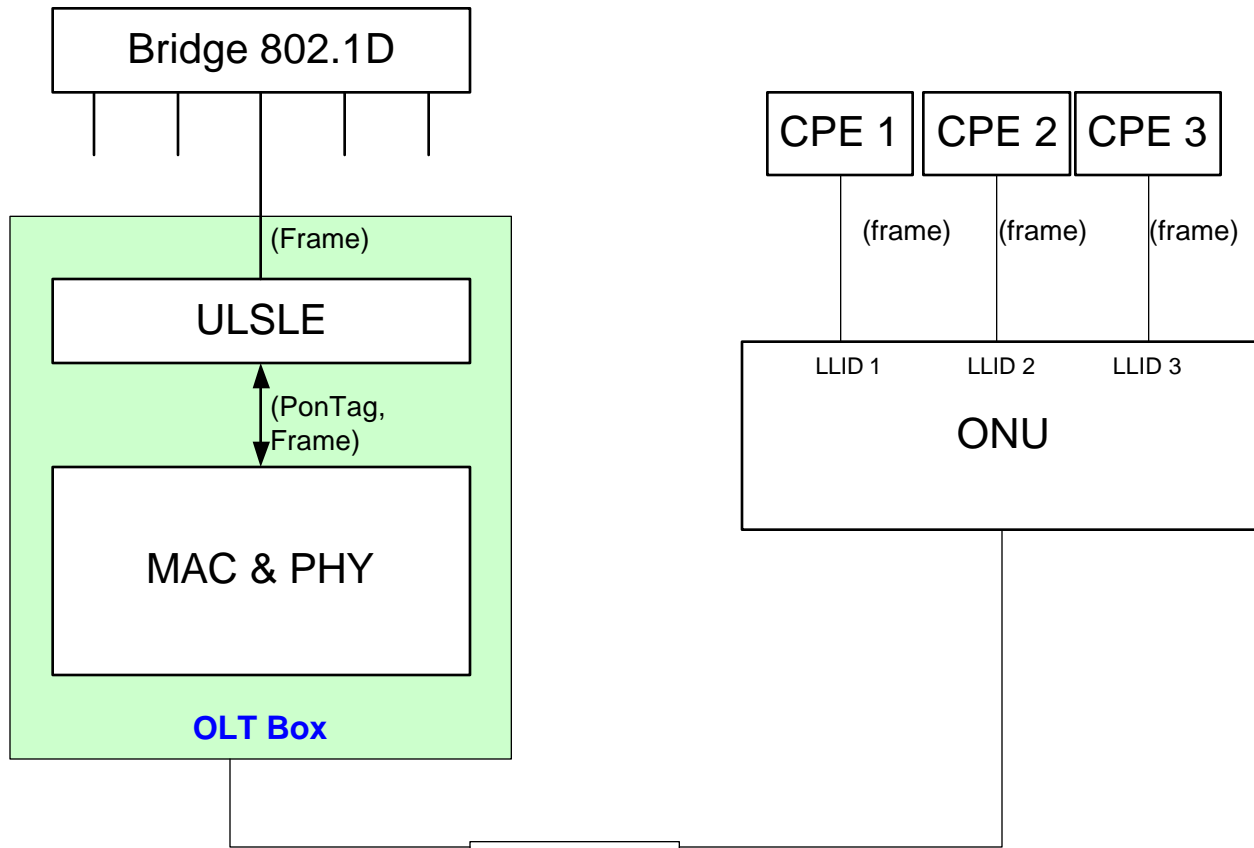 Bridge 802.1D
CPE 1 CPE 2 CPE 3
(Frame)
(frame) (frame) (frame)
ULSLE
LLID 1 LLID 2 LLID 3
(PonTag,
Frame)
ONU
MAC & PHY
OLT Box